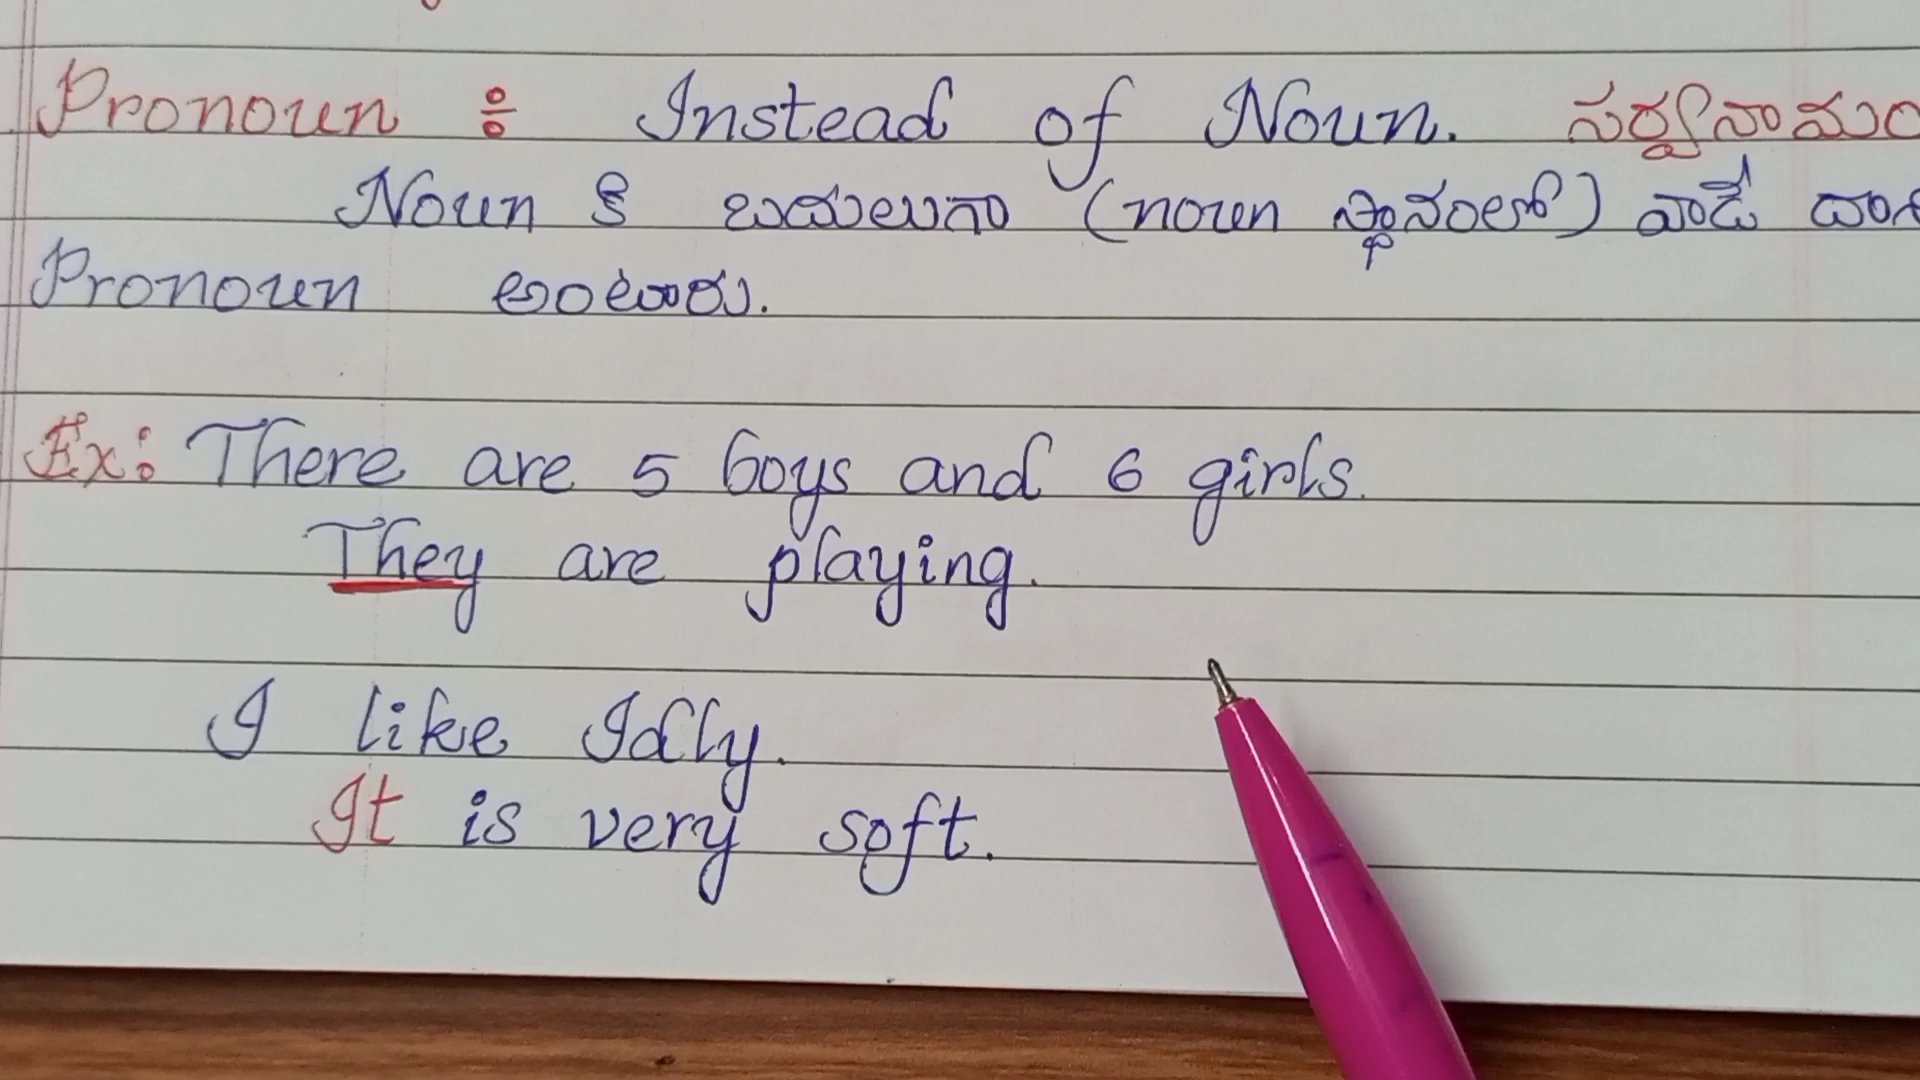 Pronoun : Instead of Noun. సర్వనామం
Noun కి బదులుగా (noun స్థానంలో) వాడే
Pronoun అంటారు.
Ex: There are 5 boys and 6 girls.
They are playing.
I like Idly.
It is very soft.